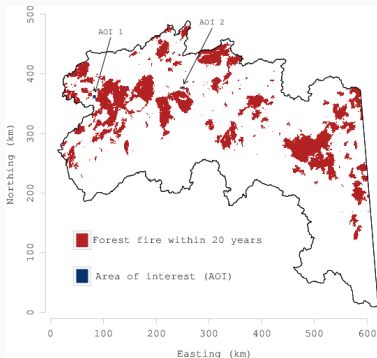 AOI 1
AOI 2
500
400
300
200
100
0
Northing (km)
Forest fire within 20 years
Area of interest (AOI)
0 100 200 300 400 500 600
Easting (km)